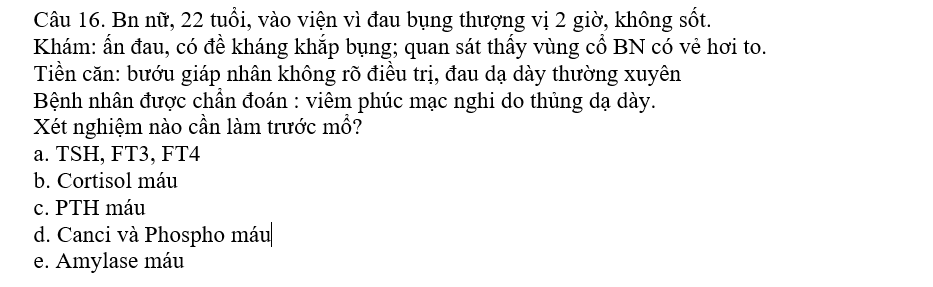 Câu 16. Bn nữ, 22 tuổi, vào viện vì đau bụng thượng vị 2 giờ, không sốt.
Khám: ấn đau, có đề kháng khắp bụng; quan sát thấy vùng cổ BN có vẻ hơi to.
Tiền căn: bướu giáp nhân không rõ điều trị, đau dạ dày thường xuyên
Bệnh nhân được chẩn đoán : viêm phúc mạc nghi do thủng dạ dày.
Xét nghiệm nào cần làm trước mổ?
a. TSH, FT3, FT4
b. Cortisol máu
c. PTH máu
d. Canci và Phospho máu
e. Amylase máu